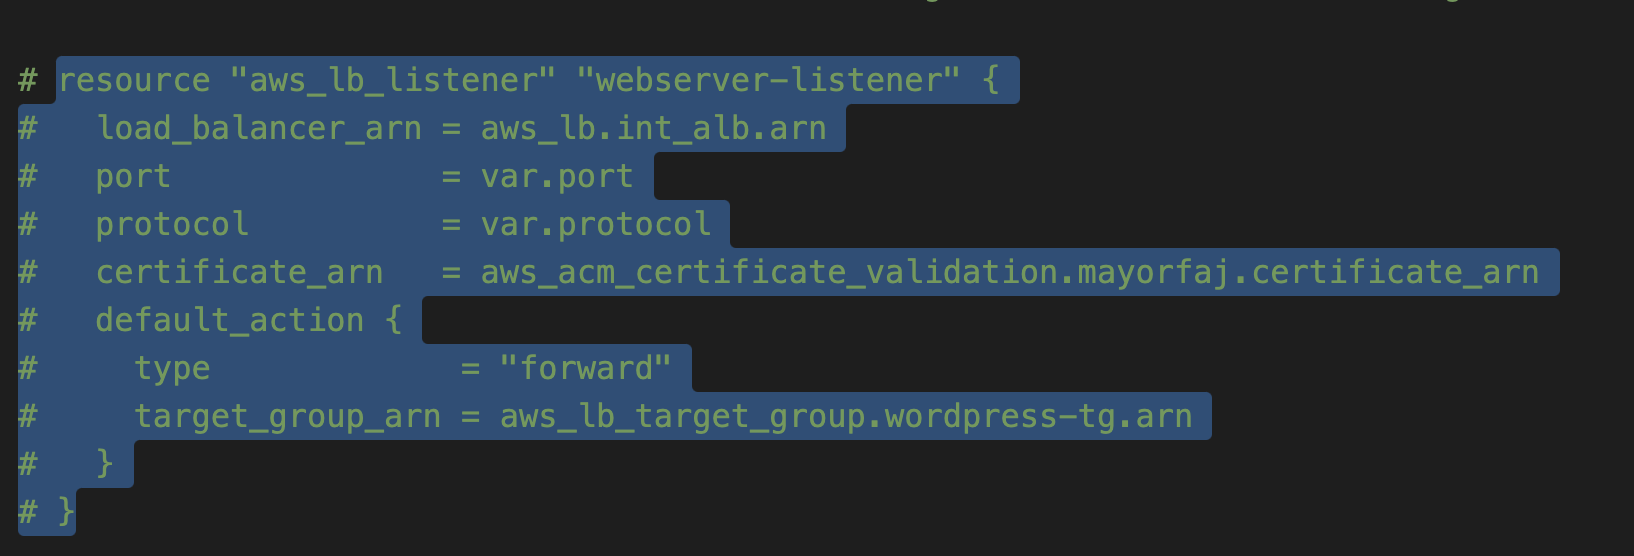 # resource "aws_lb_listener" "webserver-listener" {
#   load_balancer_arn = aws_lb.int_alb.arn
#   port              = var.port
#   protocol          = var.protocol
#   certificate_arn   = aws_acm_certificate_validation.mayorfaj.certificate_arn
#   default_action {
#     type             = "forward"
#     target_group_arn = aws_lb_target_group.wordpress-tg.arn
#   }
# }